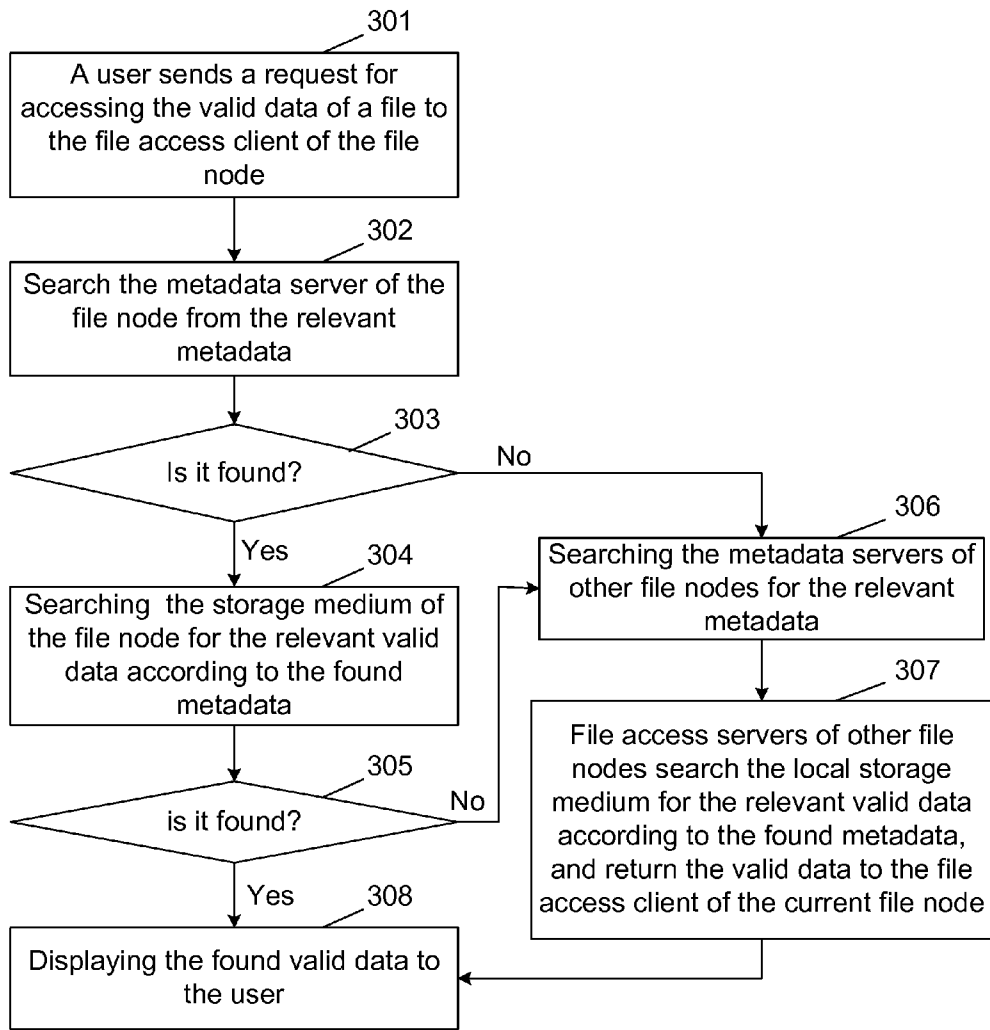 301
A user sends a request for
accessing the valid data of a file to
the file access client of the file
node
302
Search the metadata server of the
file node from the relevant
metadata
303
Is it found?
No
Yes
304
Searching the storage medium of
the file node for the relevant valid
data according to the found
metadata
305
is it found?
No
Yes
306
Searching the metadata servers of
other file nodes for the relevant
metadata
307
File access servers of other file
nodes search the local storage
medium for the relevant valid data
according to the found metadata,
and return the valid data to the file
access client of the current file node
308
Displaying the found valid data to
the user